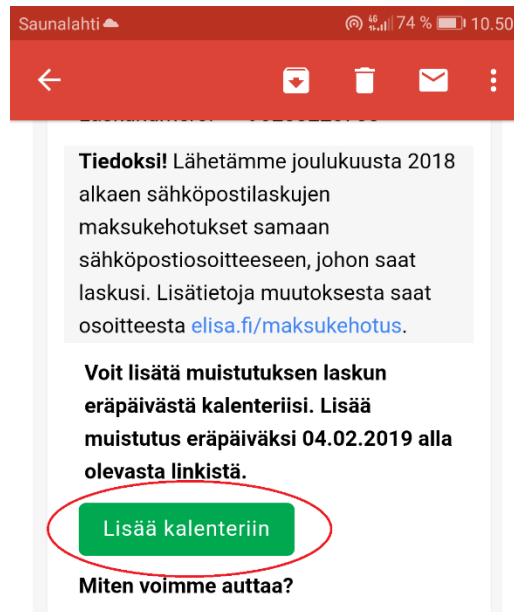 Saunalahti 74 % 10.50
Tiedoksi! Lähetämme joulukuusta 2018
alkaen sähköpostilaskujen
maksukehotukset samaan
sähköpostiosoitteeseen, johon saat
laskusi. Lisätietoja muutoksesta saat
osoitteesta elisa.fi/maksukehotus.
Voit lisätä muistutuksen laskun
eräpäivästä kalenteriisi. Lisää
muistutus eräpäiväksi 04.02.2019 alla
olevasta linkistä.
Lisää kalenteriin
Miten voimme auttaa?